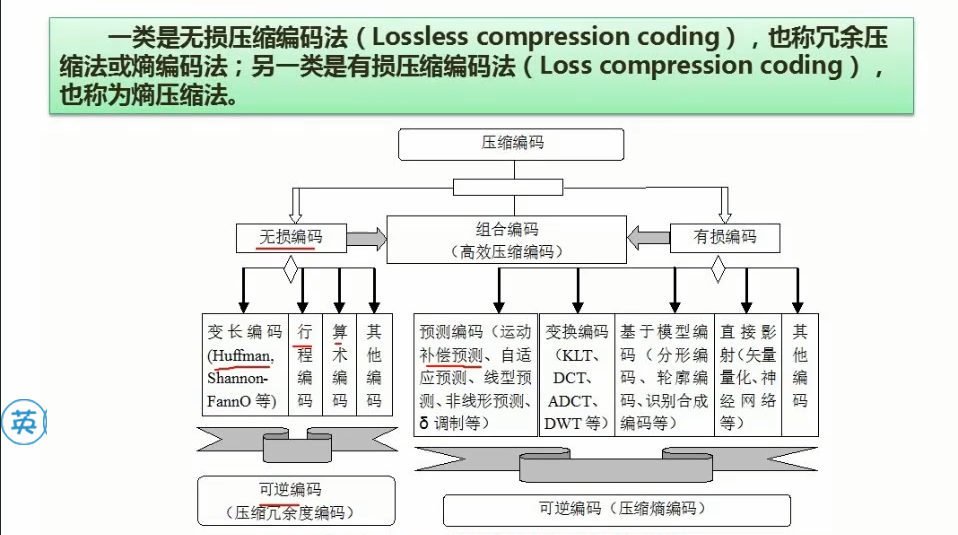 一类是无损压缩编码法（Lossless compression coding），也称冗余压
缩法或熵编码法；另一类是有损压缩编码法（Loss compression coding），
也称为熵压缩法。
压缩编码
无损编码
组合编码
（高效压缩编码）
有损编码
变长编码
(Huffman,
Shannon-
FannO 等)
行
程
编
码
算
术
编
码
其
他
编
码
预测编码（运动
补偿预测、自适
应预测、线型预
测、非线形预测、
δ 调制等）
变换编码
（KLT、
DCT、
ADCT、
DWT 等）
基于模型编
码（分形编
码、轮廓编
码、识别合成
编码等）
直接影
射（矢量
量化、神
经网络
等）
其
他
编
码
可逆编码
（压缩冗余度编码）
可逆编码（压缩熵编码）
英